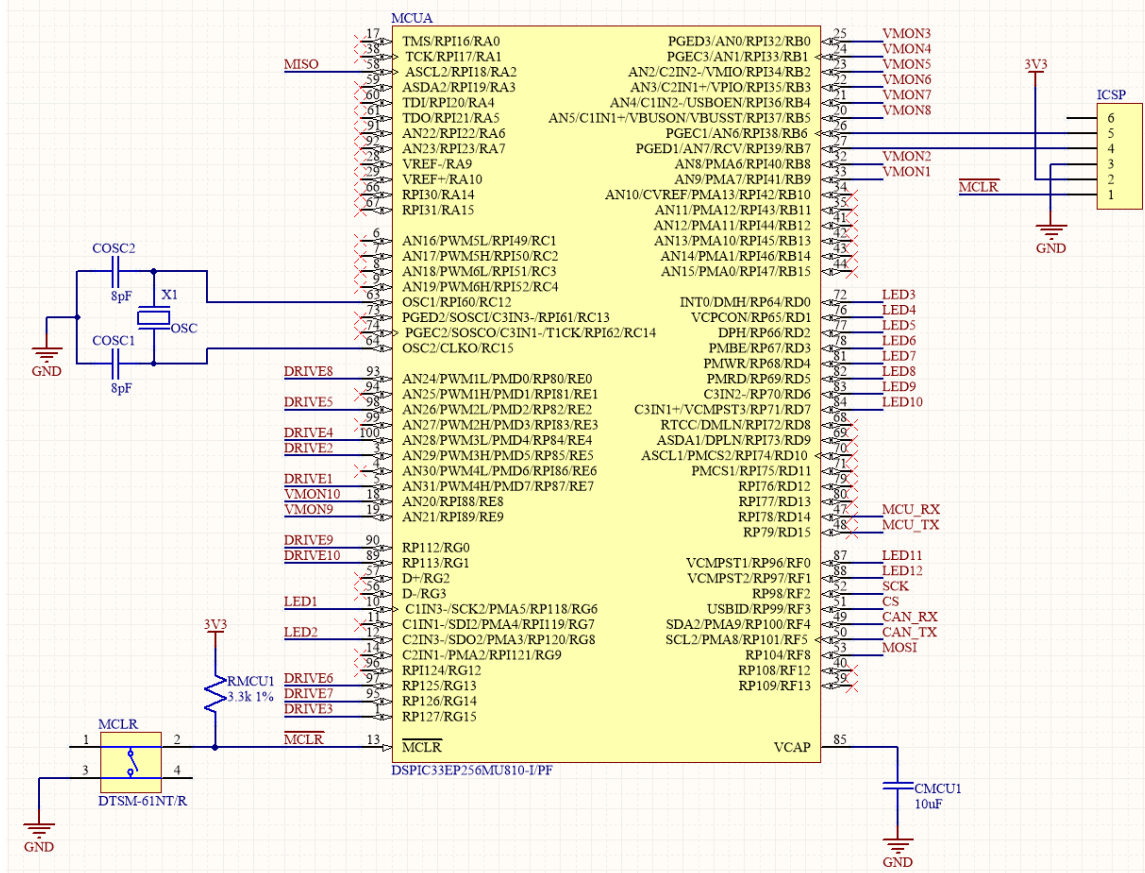 MCUA
17 TMS/RPI16/RA0
38 TCK/RPI17/RA1
MISO 58 ASCL2/RPI18/RA2
59 ASDA2/RPI19/RA3
60 TDI/RPI20/RA4
61 TDO/RPI21/RA5
91 AN22/RPI22/RA6
92 AN23/RPI23/RA7
28 VREF-/RA9
29 VREF+/RA10
66 RPI30/RA14
67 RPI31/RA15
6 AN16/PWM5L/RPI49/RC1
7 AN17/PWM5H/RPI50/RC2
8 AN18/PWM6L/RPI51/RC3
9 AN19/PWM6H/RPI52/RC4
63 OSC1/RPI60/RC12
73 PGED2/SOSCI/C3IN3-/RPI61/RC13
74 PGEC2/SOSCO/C3IN1-/T1CK/RPI62/RC14
64 OSC2/CLKO/RC15
DRIVE8 93 AN24/PWM1L/PMD0/RP80/RE0
94 AN25/PWM1H/PMD1/RPI81/RE1
DRIVE5 98 AN26/PWM2L/PMD2/RP82/RE2
99 AN27/PWM2H/PMD3/RPI83/RE3
DRIVE4 100 AN28/PWM3L/PMD4/RP84/RE4
DRIVE2 3 AN29/PWM3H/PMD5/RP85/RE5
4 AN30/PWM4L/PMD6/RPI86/RE6
DRIVE1 5 AN31/PWM4H/PMD7/RP87/RE7
VMON10 18 AN20/RPI88/RE8
VMON9 19 AN21/RPI89/RE9
DRIVE9 90 RP112/RG0
DRIVE10 89 RP113/RG1
57 D+/RG2
56 D-/RG3
LED1 10 C1IN3-/SCK2/PMA5/RP118/RG6
11 C1IN1-/SDI2/PMA4/RPI119/RG7
LED2 12 C2IN3-/SDO2/PMA3/RP120/RG8
14 C2IN1-/PMA2/RPI121/RG9
96 RPI124/RG12
DRIVE6 97 RP125/RG13
DRIVE7 95 RP126/RG14
DRIVE3 1 RP127/RG15
MCLR 13 MCLR
PGED3/AN0/RPI32/RB0 25 VMON3
PGEC3/AN1/RPI33/RB1 24 VMON4
AN2/C2IN2-/VMIO/RPI34/RB2 23 VMON5
AN3/C2IN1+/VPIO/RPI35/RB3 22 VMON6
AN4/C1IN2-/USBOEN/RPI36/RB4 21 VMON7
AN5/C1IN1+/VBUSON/VBUSST/RPI37/RB5 20 VMON8
PGEC1/AN6/RPI38/RB6 26
PGED1/AN7/RCV/RPI39/RB7 27
AN8/PMA6/RPI40/RB8 32 VMON2
AN9/PMA7/RPI41/RB9 33 VMON1
AN10/CVREF/PMA13/RPI42/RB10 34
AN11/PMA12/RPI43/RB11 35
AN12/PMA11/RPI44/RB12 41
AN13/PMA10/RPI45/RB13 42
AN14/PMA1/RPI46/RB14 43
AN15/PMA0/RPI47/RB15 44
INT0/DMH/RP64/RD0 72 LED3
VCPCON/RP65/RD1 76 LED4
DPH/RP66/RD2 77 LED5
PMBE/RP67/RD3 78 LED6
PMWR/RP68/RD4 81 LED7
PMRD/RP69/RD5 82 LED8
C3IN2-/RP70/RD6 83 LED9
C3IN1+/VCMPST3/RP71/RD7 84 LED10
RTCC/DMLN/RPI72/RD8 68
ASDA1/DPLN/RPI73/RD9 69
ASCL1/PMCS2/RPI74/RD10 70
PMCS1/RPI75/RD11 71
RPI76/RD12 79
RPI77/RD13 80
RPI78/RD14 47 MCU_RX
RP79/RD15 48 MCU_TX
VCMPST1/RP96/RF0 87 LED11
VCMPST2/RP97/RF1 88 LED12
RP98/RF2 52 SCK
USBID/RP99/RF3 51 CS
SDA2/PMA9/RP100/RF4 49 CAN_RX
SCL2/PMA8/RP101/RF5 50 CAN_TX
RP104/RF8 53 MOSI
RP108/RF12 40
RP109/RF13 39
VCAP 85
DSPIC33EP256MU810-I/PF
COSC2
8pF
X1
OSC
COSC1
8pF
GND
3V3
RMCU1
3.3k 1%
MCLR
1 2
3 4
DTSM-61NT/R
GND
3V3
ICSP
6
5
4
3
2
MCLR 1
GND
CMCU1
10uF
GND